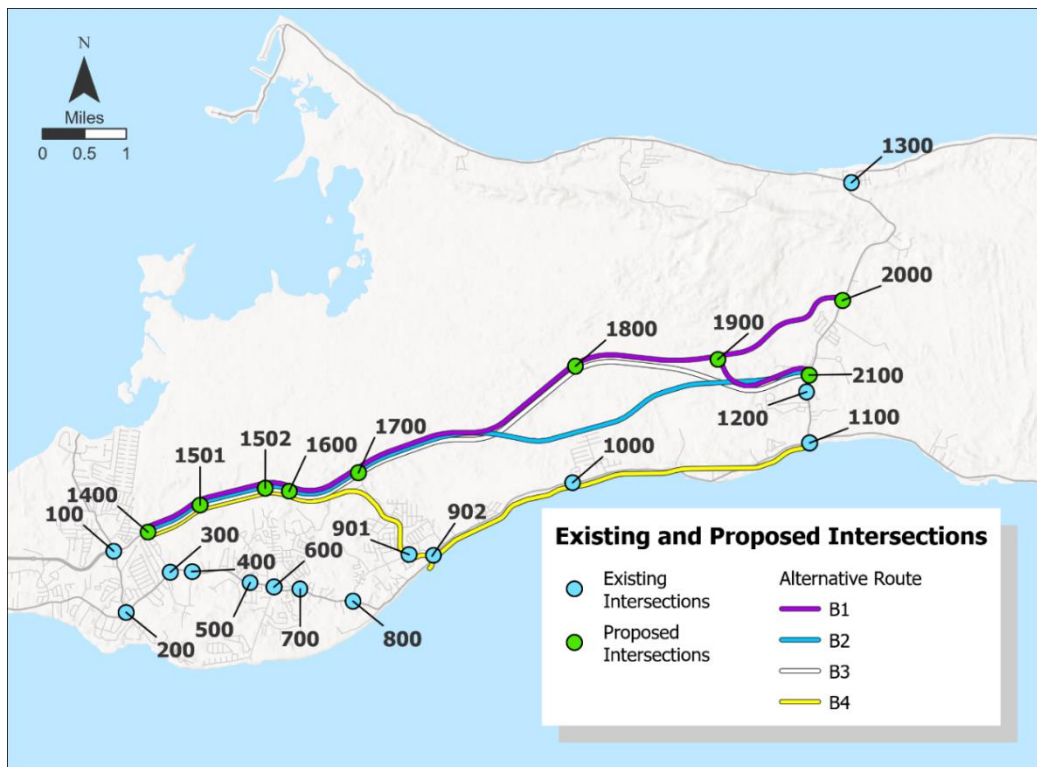 N
Miles
0 0.5 1
1300
2000
1800
1900
2100
1200
1700
1100
1502
1000
1501
1600
1400
902
100
901
300
400
600
500
700
800
200
Existing and Proposed Intersections
Existing
Intersections
Proposed
Intersections
Alternative Route
B1
B2
B3
B4